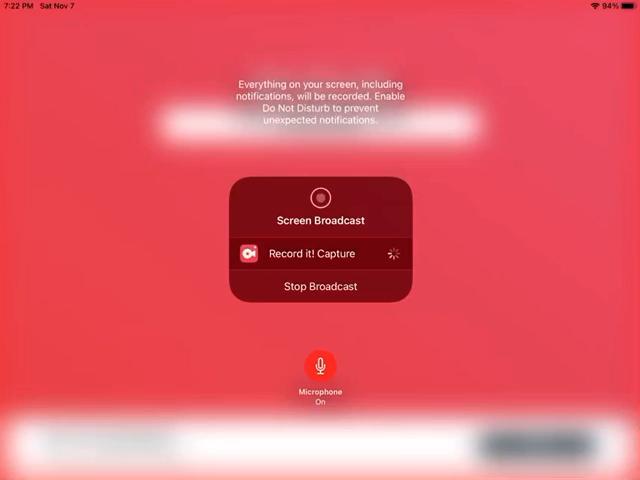 7:22 PM Sat Nov 7 94%
Everything on your screen, including
notifications, will be recorded. Enable
Do Not Disturb to prevent
unexpected notifications.
Screen Broadcast
Record it! Capture
Stop Broadcast
Microphone
On